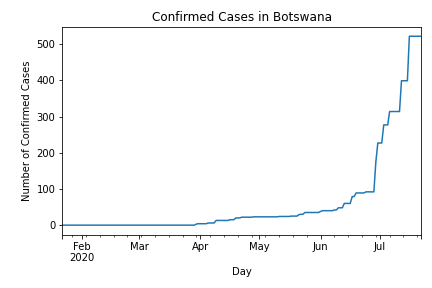 Confirmed Cases in Botswana
Number of Confirmed Cases
500
400
300
200
100
0
Feb Mar Apr May Jun Jul
2020
Day